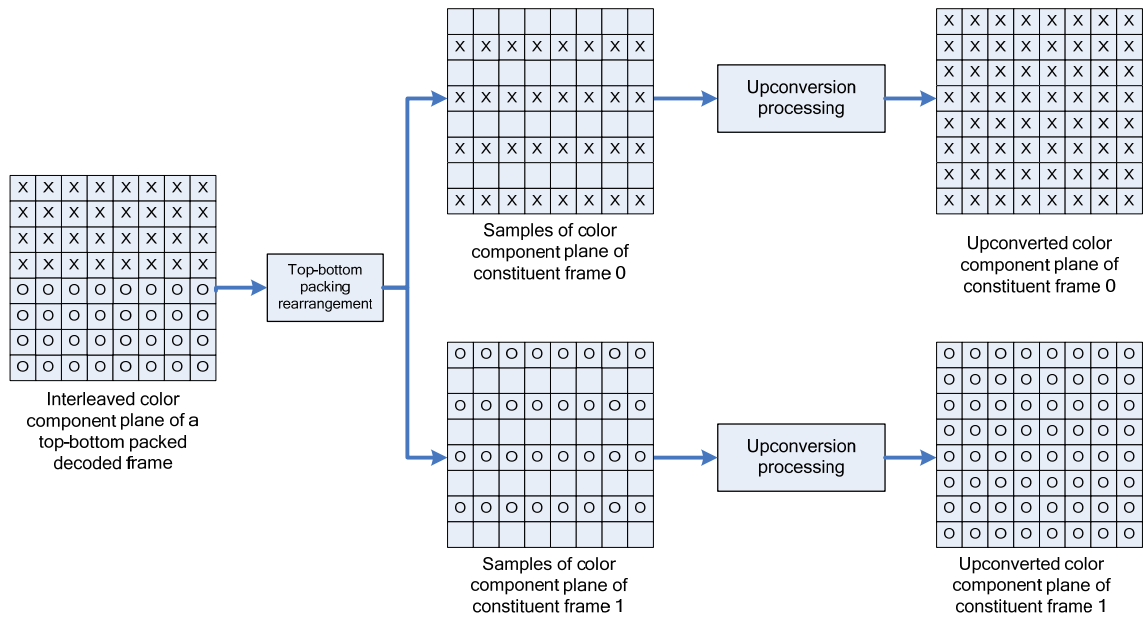 X X X X X X X X
X X X X X X X X
X X X X X X X X
X X X X X X X X
O O O O O O O O
O O O O O O O O
O O O O O O O O
O O O O O O O O
Interleaved color
component plane of a
top-bottom packed
decoded frame
Top-bottom
packing
rearrangement
X X X X X X X X
X X X X X X X X
X X X X X X X X
X X X X X X X X
Samples of color
component plane of
constituent frame 0
Upconversion
processing
X X X X X X X X
X X X X X X X X
X X X X X X X X
X X X X X X X X
X X X X X X X X
X X X X X X X X
X X X X X X X X
X X X X X X X X
Upconverted color
component plane of
constituent frame 0
O O O O O O O O
O O O O O O O O
O O O O O O O O
O O O O O O O O
Samples of color
component plane of
constituent frame 1
Upconversion
processing
O O O O O O O O
O O O O O O O O
O O O O O O O O
O O O O O O O O
O O O O O O O O
O O O O O O O O
O O O O O O O O
O O O O O O O O
Upconverted color
component plane of
constituent frame 1